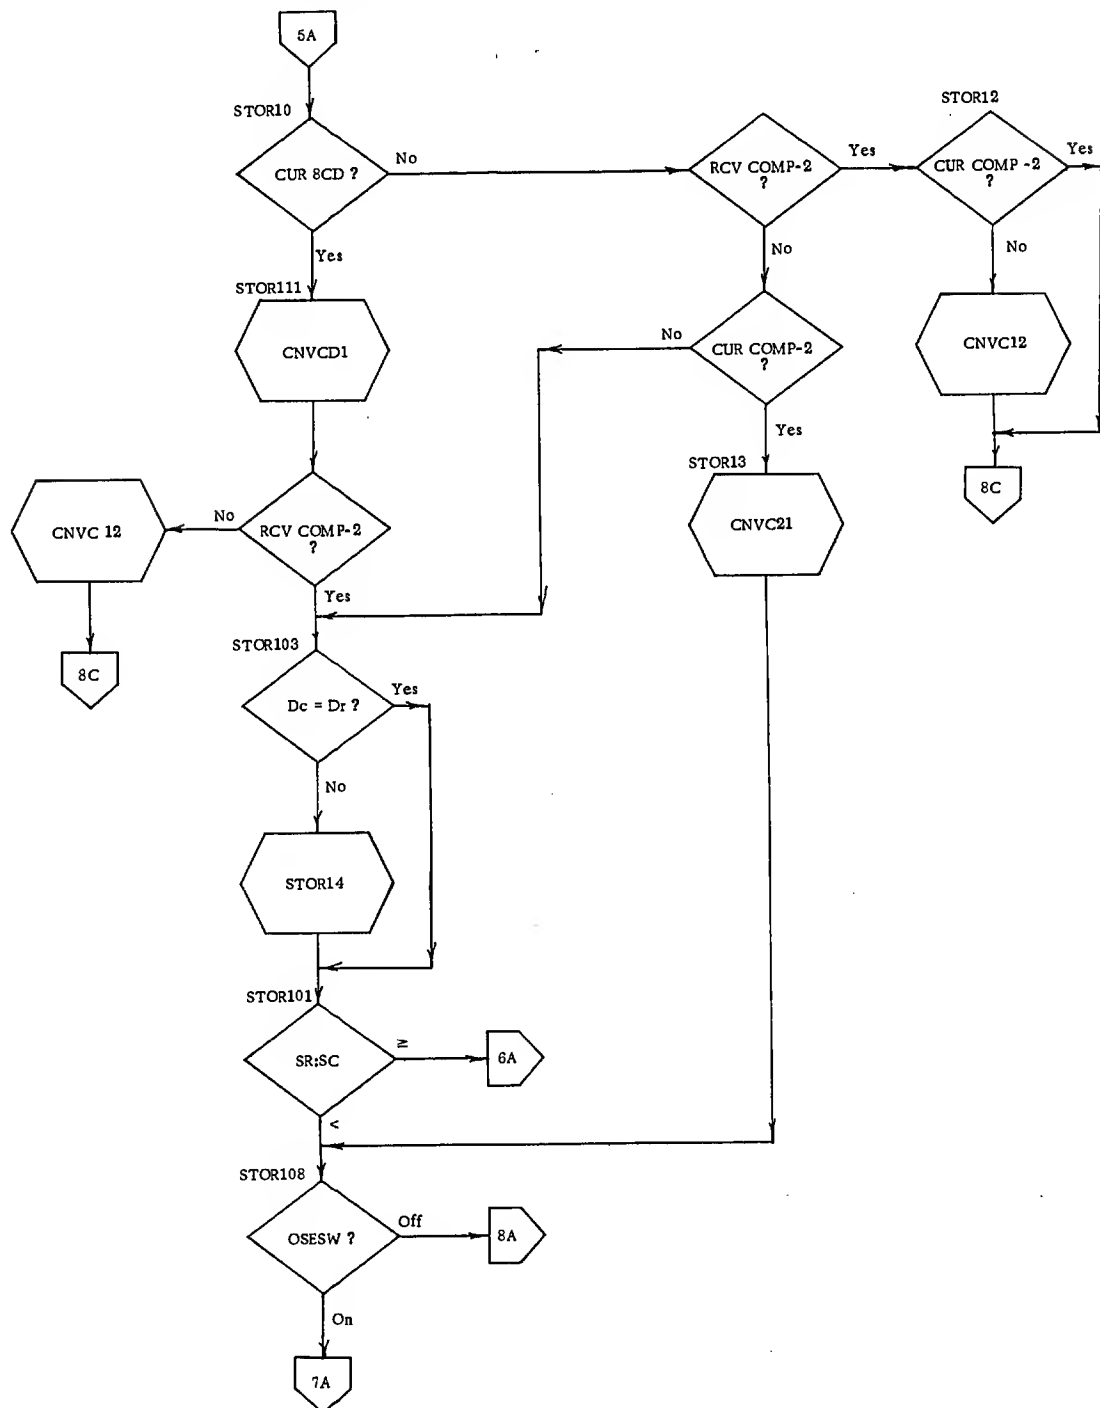 5A
STOR10
CUR 8CD ?
No
RCV COMP-2
?
Yes
STOR12
CUR COMP -2
?
Yes
Yes
No
No
STOR111
CNVCD1
No
CUR COMP-2
?
CNVC12
Yes
STOR13
8C
CNVC 12
No
RCV COMP-2
?
CNVC21
Yes
STOR103
8C
Dc = Dr ?
Yes
No
STOR14
STOR101
SR:SC
≥
6A
<
STOR108
OSESW ?
Off
8A
On
7A